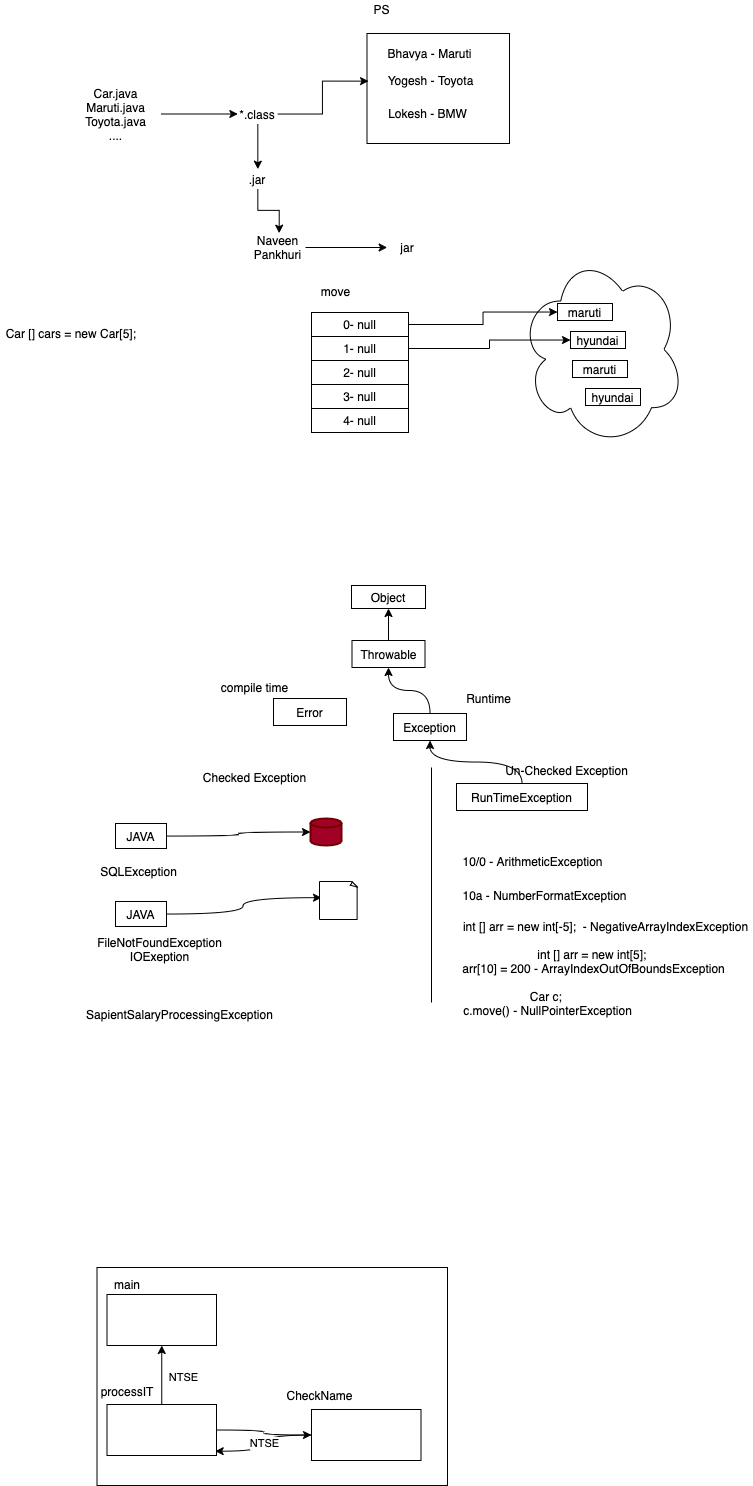 PS
Bhavya - Maruti
Yogesh - Toyota
Lokesh - BMW
Car.java
Maruti.java
Toyota.java
....
*.class
.jar
Naveen
Pankhuri
jar
move
Car [] cars = new Car[5];
0- null
1- null
2- null
3- null
4- null
maruti
hyundai
maruti
hyundai
Object
Throwable
compile time
Error
Runtime
Exception
Checked Exception
Un-Checked Exception
RunTimeException
JAVA
SQLException
JAVA
FileNotFoundException
IOExeption
SapientSalaryProcessingException
10/0 - ArithmeticException
10a - NumberFormatException
int [] arr = new int[-5];  - NegativeArrayIndexException
int [] arr = new int[5];
arr[10] = 200 - ArrayIndexOutOfBoundsException
Car c;
c.move() - NullPointerException
main
NTSE
processIT
CheckName
NTSE